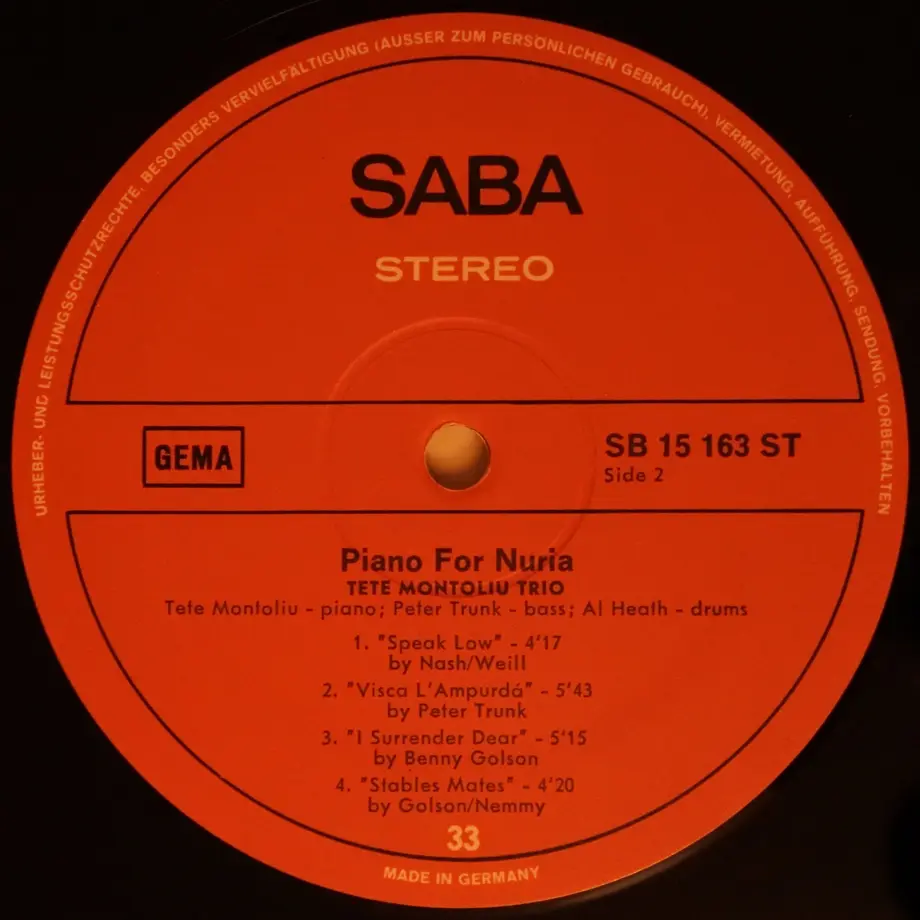 URHEBER- UND LEISTUNGSSCHUTZRECHTE, BESONDERS VERVIELFÄLTIGUNG (AUSSER ZUM PERSÖNLICHEN GEBRAUCH), VERMIETUNG, AUFFÜHRUNG, SENDUNG, VORBEHALTEN
SABA
STEREO
GEMA
SB 15 163 ST
Side 2
Piano For Nuria
TETE MONTOLIU TRIO
Tete Montoliu - piano; Peter Trunk - bass; Al Heath - drums
1. "Speak Low" - 4'17
by Nash/Weill
2. "Visca L'Ampurdá" - 5'43
by Peter Trunk
3. "I Surrender Dear" - 5'15
by Benny Golson
4. "Stables Mates" - 4'20
by Golson/Nemmy
33
MADE IN GERMANY